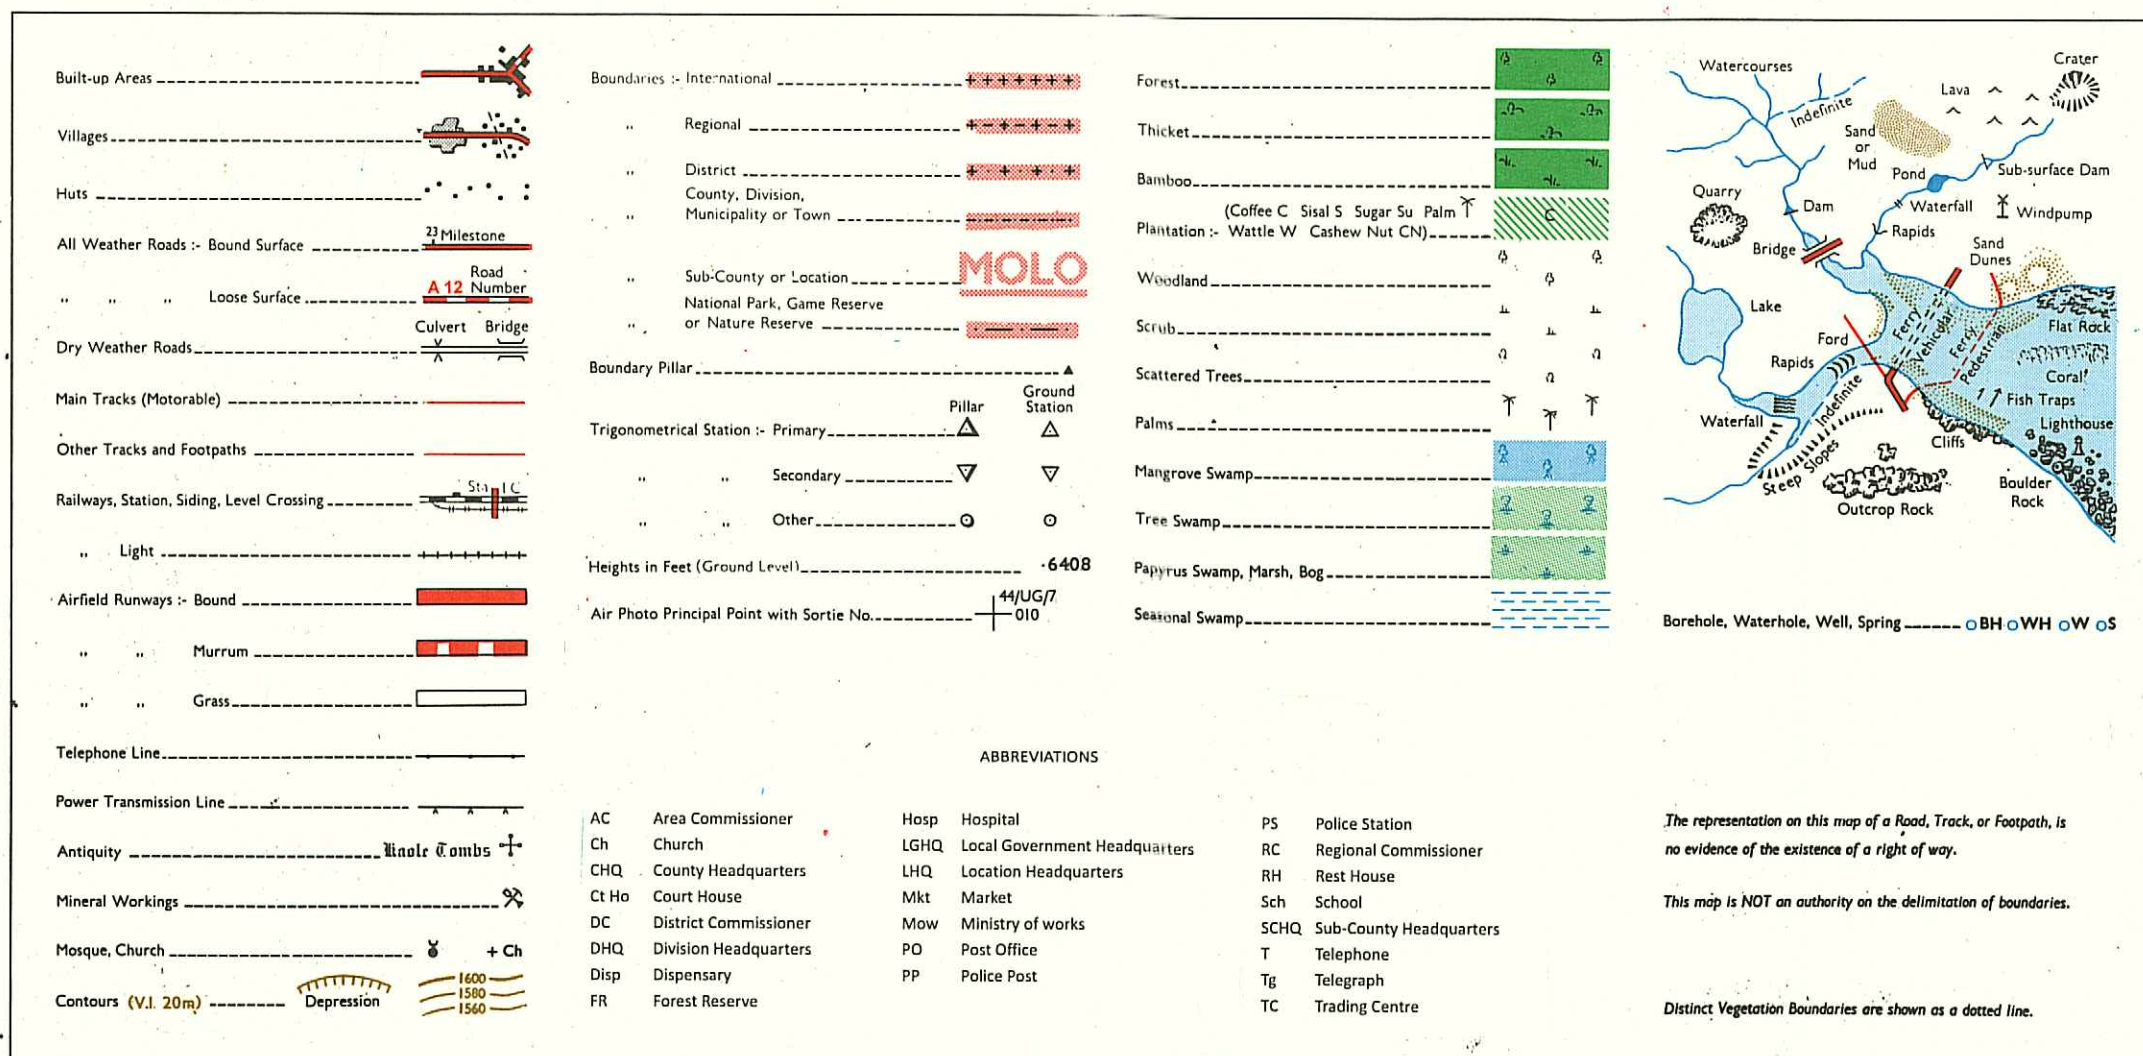 Built-up Areas
Villages
Huts
All Weather Roads :- Bound Surface
23 Milestone
" " " Loose Surface
A 12
Road
Number
Culvert Bridge
Dry Weather Roads
Main Tracks (Motorable)
Other Tracks and Footpaths
Railways, Station, Siding, Level Crossing
Sta LC
" Light
Airfield Runways :- Bound
" " Murrum
" " Grass
Telephone Line
Power Transmission Line
Antiquity
Kaole Tombs
Mineral Workings
Mosque, Church
+ Ch
Contours (V.I. 20m)
Depression
1600
1580
1560
Boundaries :- International
" Regional
" District
County, Division,
" Municipality or Town
" Sub-County or Location
MOLO
National Park, Game Reserve
" or Nature Reserve
Boundary Pillar
Pillar
Ground
Station
Trigonometrical Station :- Primary
" " Secondary
" " Other
Heights in Feet (Ground Level)
·6408
Air Photo Principal Point with Sortie No.
44/UG/7
010
Forest
Thicket
Bamboo
(Coffee C Sisal S Sugar Su Palm
Plantation :- Wattle W Cashew Nut CN)
C
Woodland
Scrub
Scattered Trees
Palms
Mangrove Swamp
Tree Swamp
Papyrus Swamp, Marsh, Bog
Seasonal Swamp
Watercourses
Indefinite
Crater
Lava
Sand
or
Mud
Pond
Sub-surface Dam
Quarry
Dam
Waterfall
Windpump
Rapids
Bridge
Sand
Dunes
Lake
Ferry
Vehicular
Ferry
Pedestrian
Flat Rock
Ford
Rapids
Coral
Indefinite
Fish Traps
Waterfall
Lighthouse
Cliffs
Steep Slopes
Boulder
Rock
Outcrop Rock
Borehole, Waterhole, Well, Spring
BH WH W S
ABBREVIATIONS
AC Area Commissioner
Ch Church
CHQ County Headquarters
Ct Ho Court House
DC District Commissioner
DHQ Division Headquarters
Disp Dispensary
FR Forest Reserve
Hosp Hospital
LGHQ Local Government Headquarters
LHQ Location Headquarters
Mkt Market
Mow Ministry of works
PO Post Office
PP Police Post
PS Police Station
RC Regional Commissioner
RH Rest House
Sch School
SCHQ Sub-County Headquarters
T Telephone
Tg Telegraph
TC Trading Centre
The representation on this map of a Road, Track, or Footpath, is
no evidence of the existence of a right of way.
This map is NOT an authority on the delimitation of boundaries.
Distinct Vegetation Boundaries are shown as a dotted line.